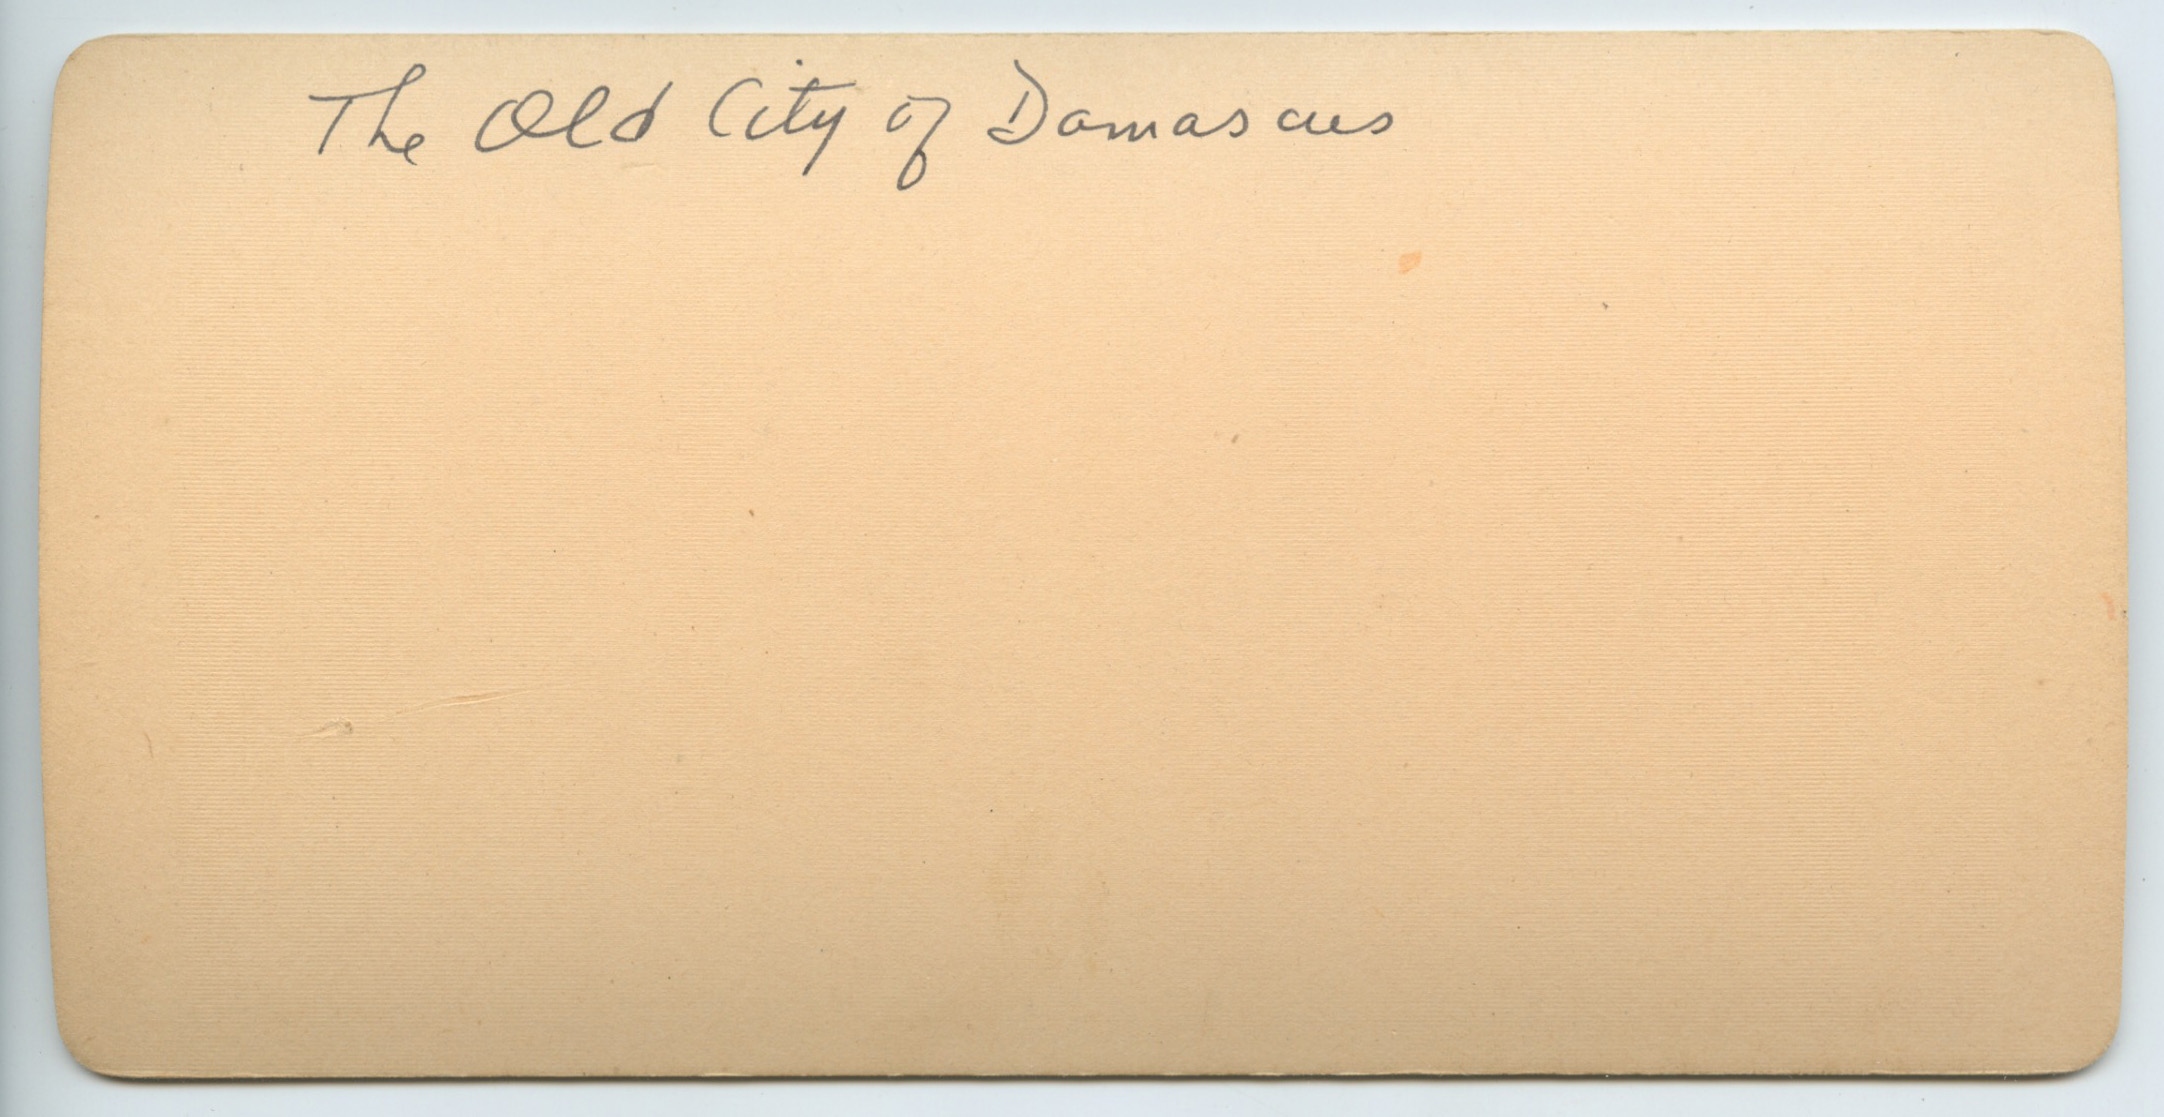 The Old City of Damascus